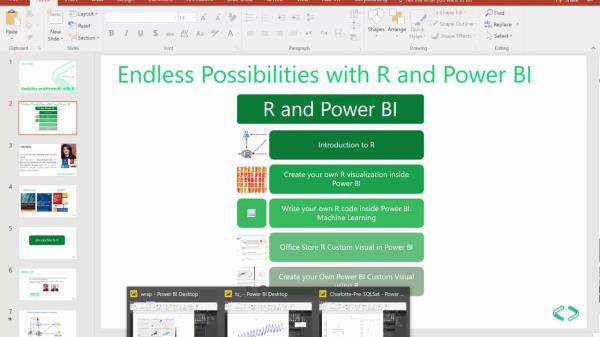 Tell me what you want to do
Paste
New
Slide
Layout
Reset
Section
14
Shapes
Arrange
Quick
Styles
Shape Fill
Shape Outline
Shape Effects
Find
Replace
Select
Clipboard
Slides
Font
Paragraph
Drawing
Editing
Endless Possibilities with R and Power BI
R and Power BI
Introduction to R
Create your own R visualization inside
Power BI
Write your own R code inside Power BI:
Machine Learning
Office Store R Custom Visual in Power BI
Create your Own Power BI Custom Visual
using R
wrap - Power BI Desktop
ts_ - Power BI Desktop
Charlotte-Pre-SQLSat - Power ...
1
Analytics and Power BI with R
2
3
4
5
Introduction to R
6
7